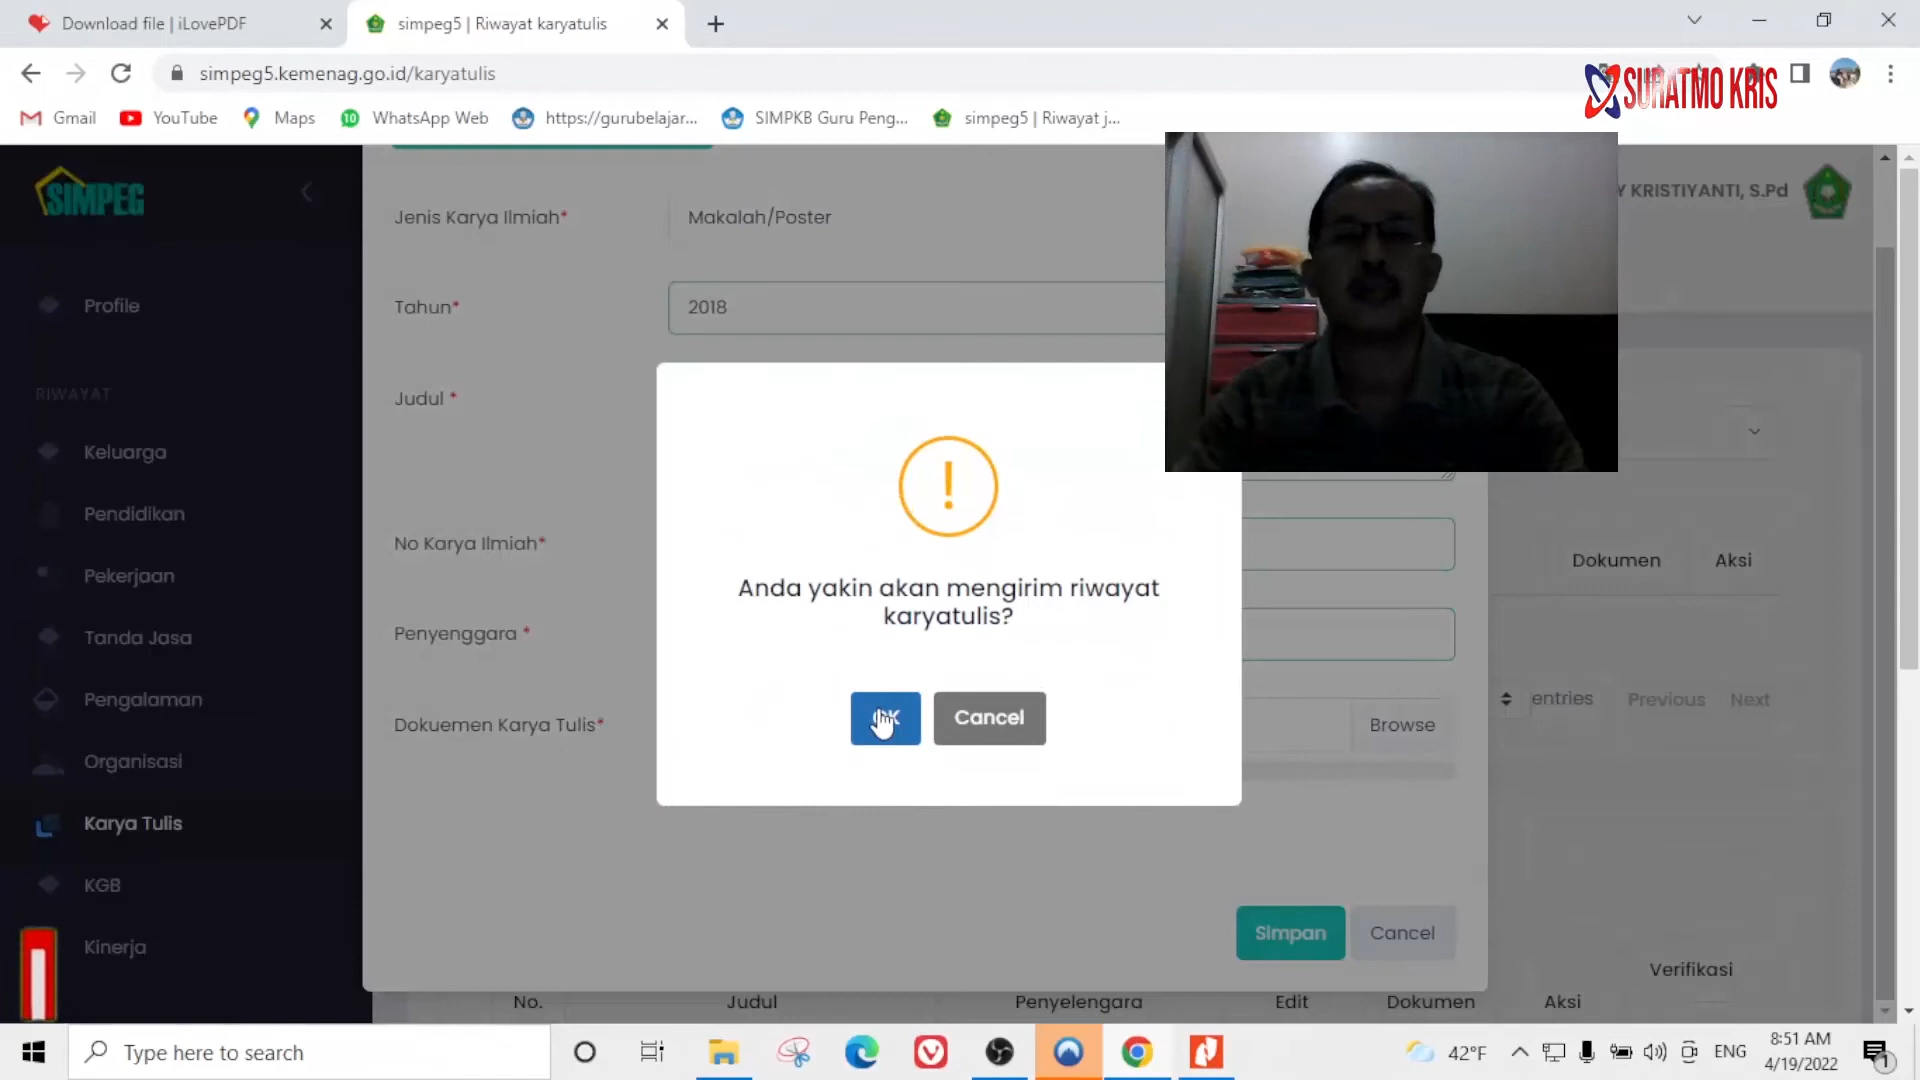 Download file | iLovePDF
simpeg5 | Riwayat karyatulis
simpeg5.kemenag.go.id/karyatulis
SURATMO KRIS
Gmail
YouTube
Maps
WhatsApp Web
https://gurubelajar...
SIMPKB Guru Peng...
simpeg5 | Riwayat j...
SIMPEG
Y KRISTIYANTI, S.Pd
Profile
RIWAYAT
Keluarga
Pendidikan
Pekerjaan
Tanda Jasa
Pengalaman
Organisasi
Karya Tulis
KGB
Kinerja
Jenis Karya Ilmiah*
Makalah/Poster
Tahun*
2018
Judul *
No Karya Ilmiah*
Penyenggara *
Dokuemen Karya Tulis*
Browse
Anda yakin akan mengirim riwayat
karyatulis?
Cancel
Simpan
Cancel
Dokumen
Aksi
entries
Previous
Next
Verifikasi
No.
Judul
Penyelengara
Edit
Dokumen
Aksi
Type here to search
42°F
ENG
8:51 AM
4/19/2022
1